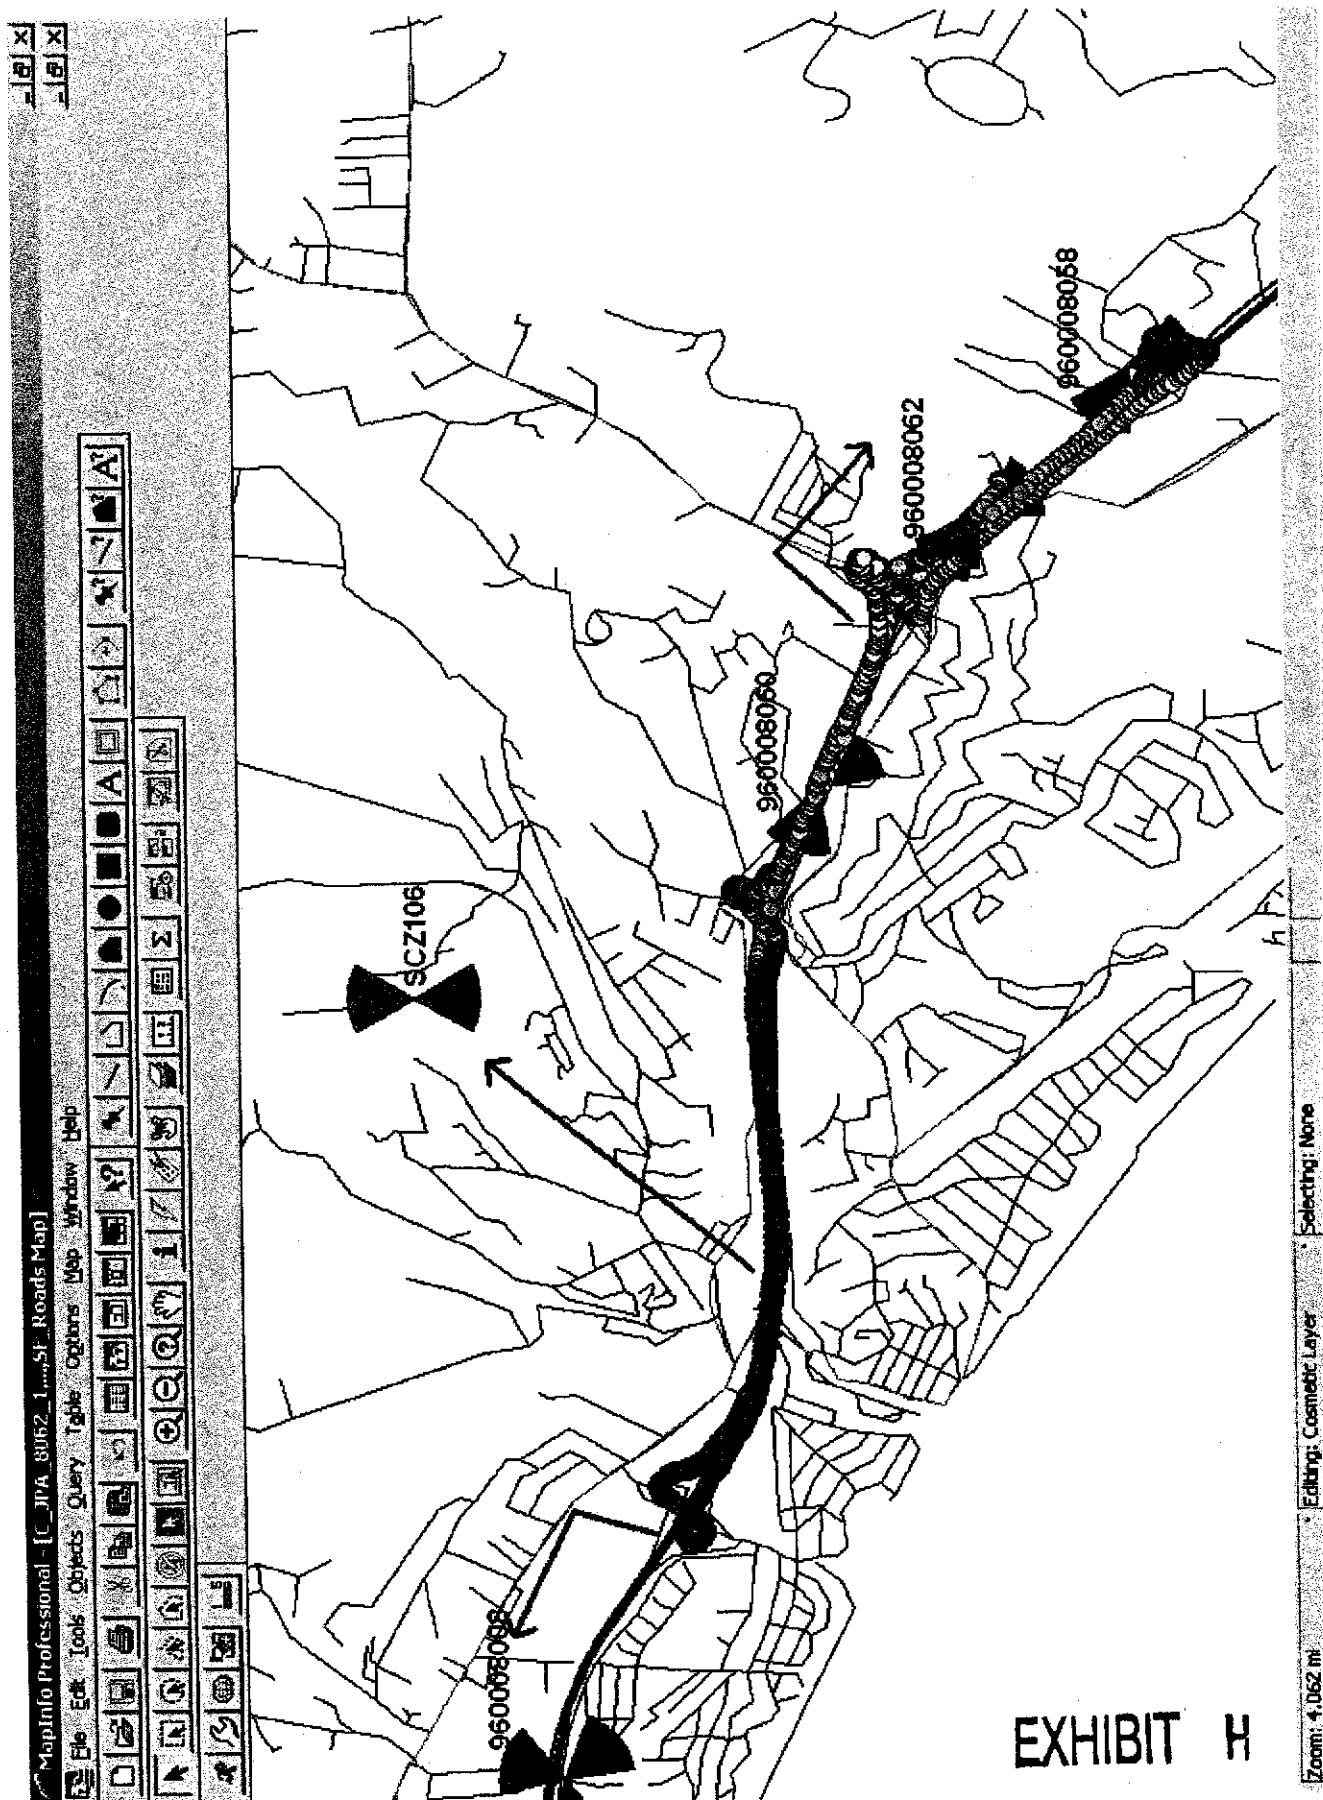 MapInfo Professional - [C_JPA_8062_1,...,SF_Roads Map]
File Edit Tools Objects Query Table Options Map Window Help
SCZ106
960008098
960008060
960008062
960008058
EXHIBIT H
Zoom: 4.062 mi
Editing: Cosmetic Layer
Selecting: None